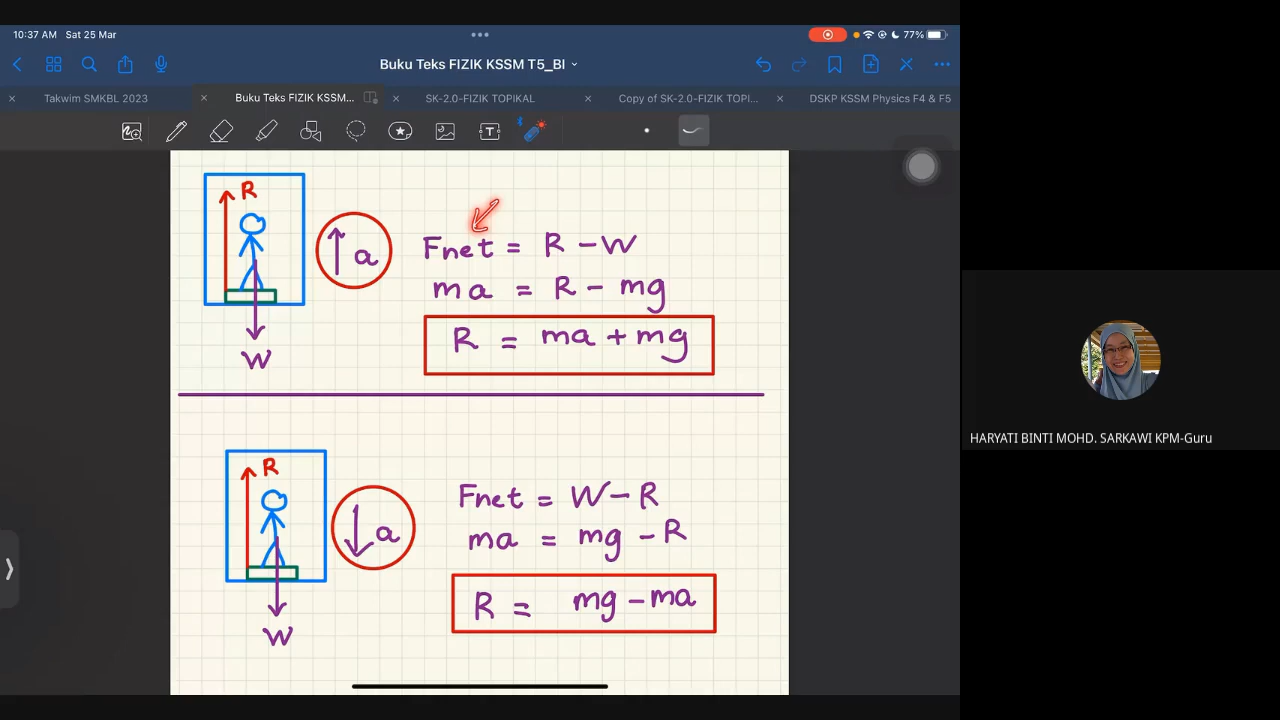 10:37 AM Sat 25 Mar
77%
Buku Teks FIZIK KSSM T5_BI
Takwim SMKBL 2023
Buku Teks FIZIK KSSM...
SK-2.0-FIZIK TOPIKAL
Copy of SK-2.0-FIZIK TOPI...
DSKP KSSM Physics F4 & F5
R
a
W
Fnet = R - W
ma = R - mg
R = ma + mg
R
a
W
Fnet = W - R
ma = mg - R
R = mg - ma
HARYATI BINTI MOHD. SARKAWI KPM-Guru